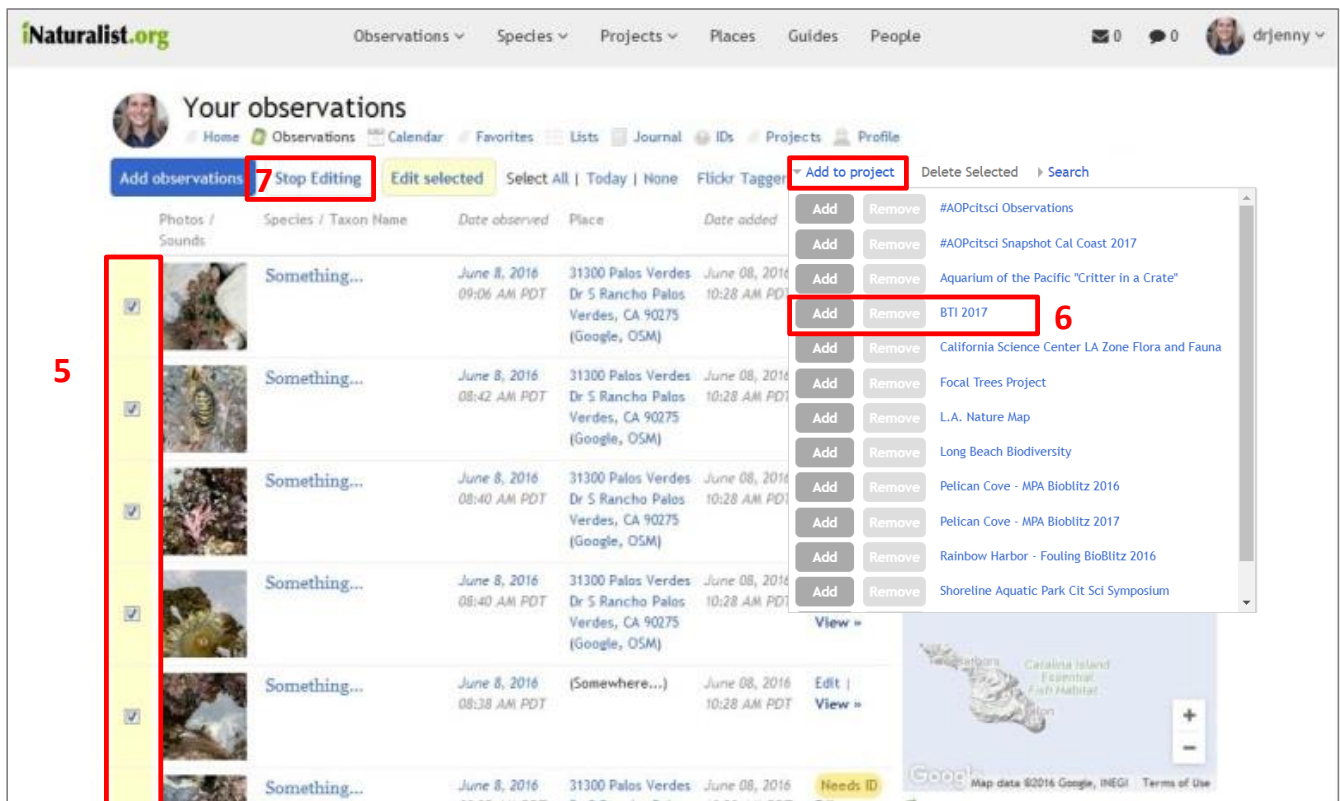 iNaturalist.org
Observations Species Projects Places Guides People 0 0 drjenny
Your observations
Home Observations Calendar Favorites Lists Journal IDs Projects Profile
Add observations 7 Stop Editing Edit selected Select All | Today | None Flickr Tagger Add to project Delete Selected Search
Photos / Sounds
Species / Taxon Name
Date observed
Place
Date added
5
Something...
June 8, 2016
09:06 AM PDT
31300 Palos Verdes
Dr S Rancho Palos
Verdes, CA 90275
(Google, OSM)
June 08, 2016
10:28 AM PDT
Something...
June 8, 2016
08:42 AM PDT
31300 Palos Verdes
Dr S Rancho Palos
Verdes, CA 90275
(Google, OSM)
June 08, 2016
10:28 AM PDT
Something...
June 8, 2016
08:40 AM PDT
31300 Palos Verdes
Dr S Rancho Palos
Verdes, CA 90275
(Google, OSM)
June 08, 2016
10:28 AM PDT
Something...
June 8, 2016
08:40 AM PDT
31300 Palos Verdes
Dr S Rancho Palos
Verdes, CA 90275
(Google, OSM)
June 08, 2016
10:28 AM PDT
View »
Something...
June 8, 2016
08:38 AM PDT
(Somewhere...)
June 08, 2016
10:28 AM PDT
Edit |
View »
Something...
June 8, 2016
31300 Palos Verdes
June 08, 2016
Needs ID
Add Remove #AOPcitsci Observations
Add Remove #AOPcitsci Snapshot Cal Coast 2017
Add Remove Aquarium of the Pacific "Critter in a Crate"
Add Remove BTI 2017 6
Add Remove California Science Center LA Zone Flora and Fauna
Add Remove Focal Trees Project
Add Remove L.A. Nature Map
Add Remove Long Beach Biodiversity
Add Remove Pelican Cove - MPA Bioblitz 2016
Add Remove Pelican Cove - MPA Bioblitz 2017
Add Remove Rainbow Harbor - Fouling BioBlitz 2016
Add Remove Shoreline Aquatic Park Cit Sci Symposium
Catalina Island
Essential
Fish Habitat
+
−
Google Map data ©2016 Google, INEGI Terms of Use